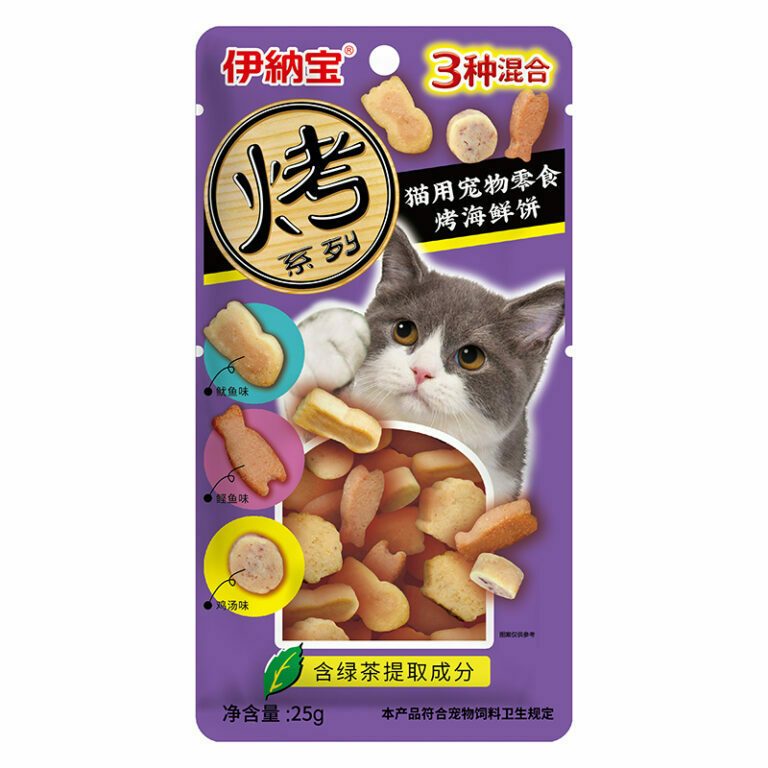 伊納宝®
3种混合
烤
系列
猫用宠物零食
烤海鲜饼
鱿鱼味
鲣鱼味
鸡汤味
图案仅供参考
含绿茶提取成分
净含量:25g
本产品符合宠物饲料卫生规定